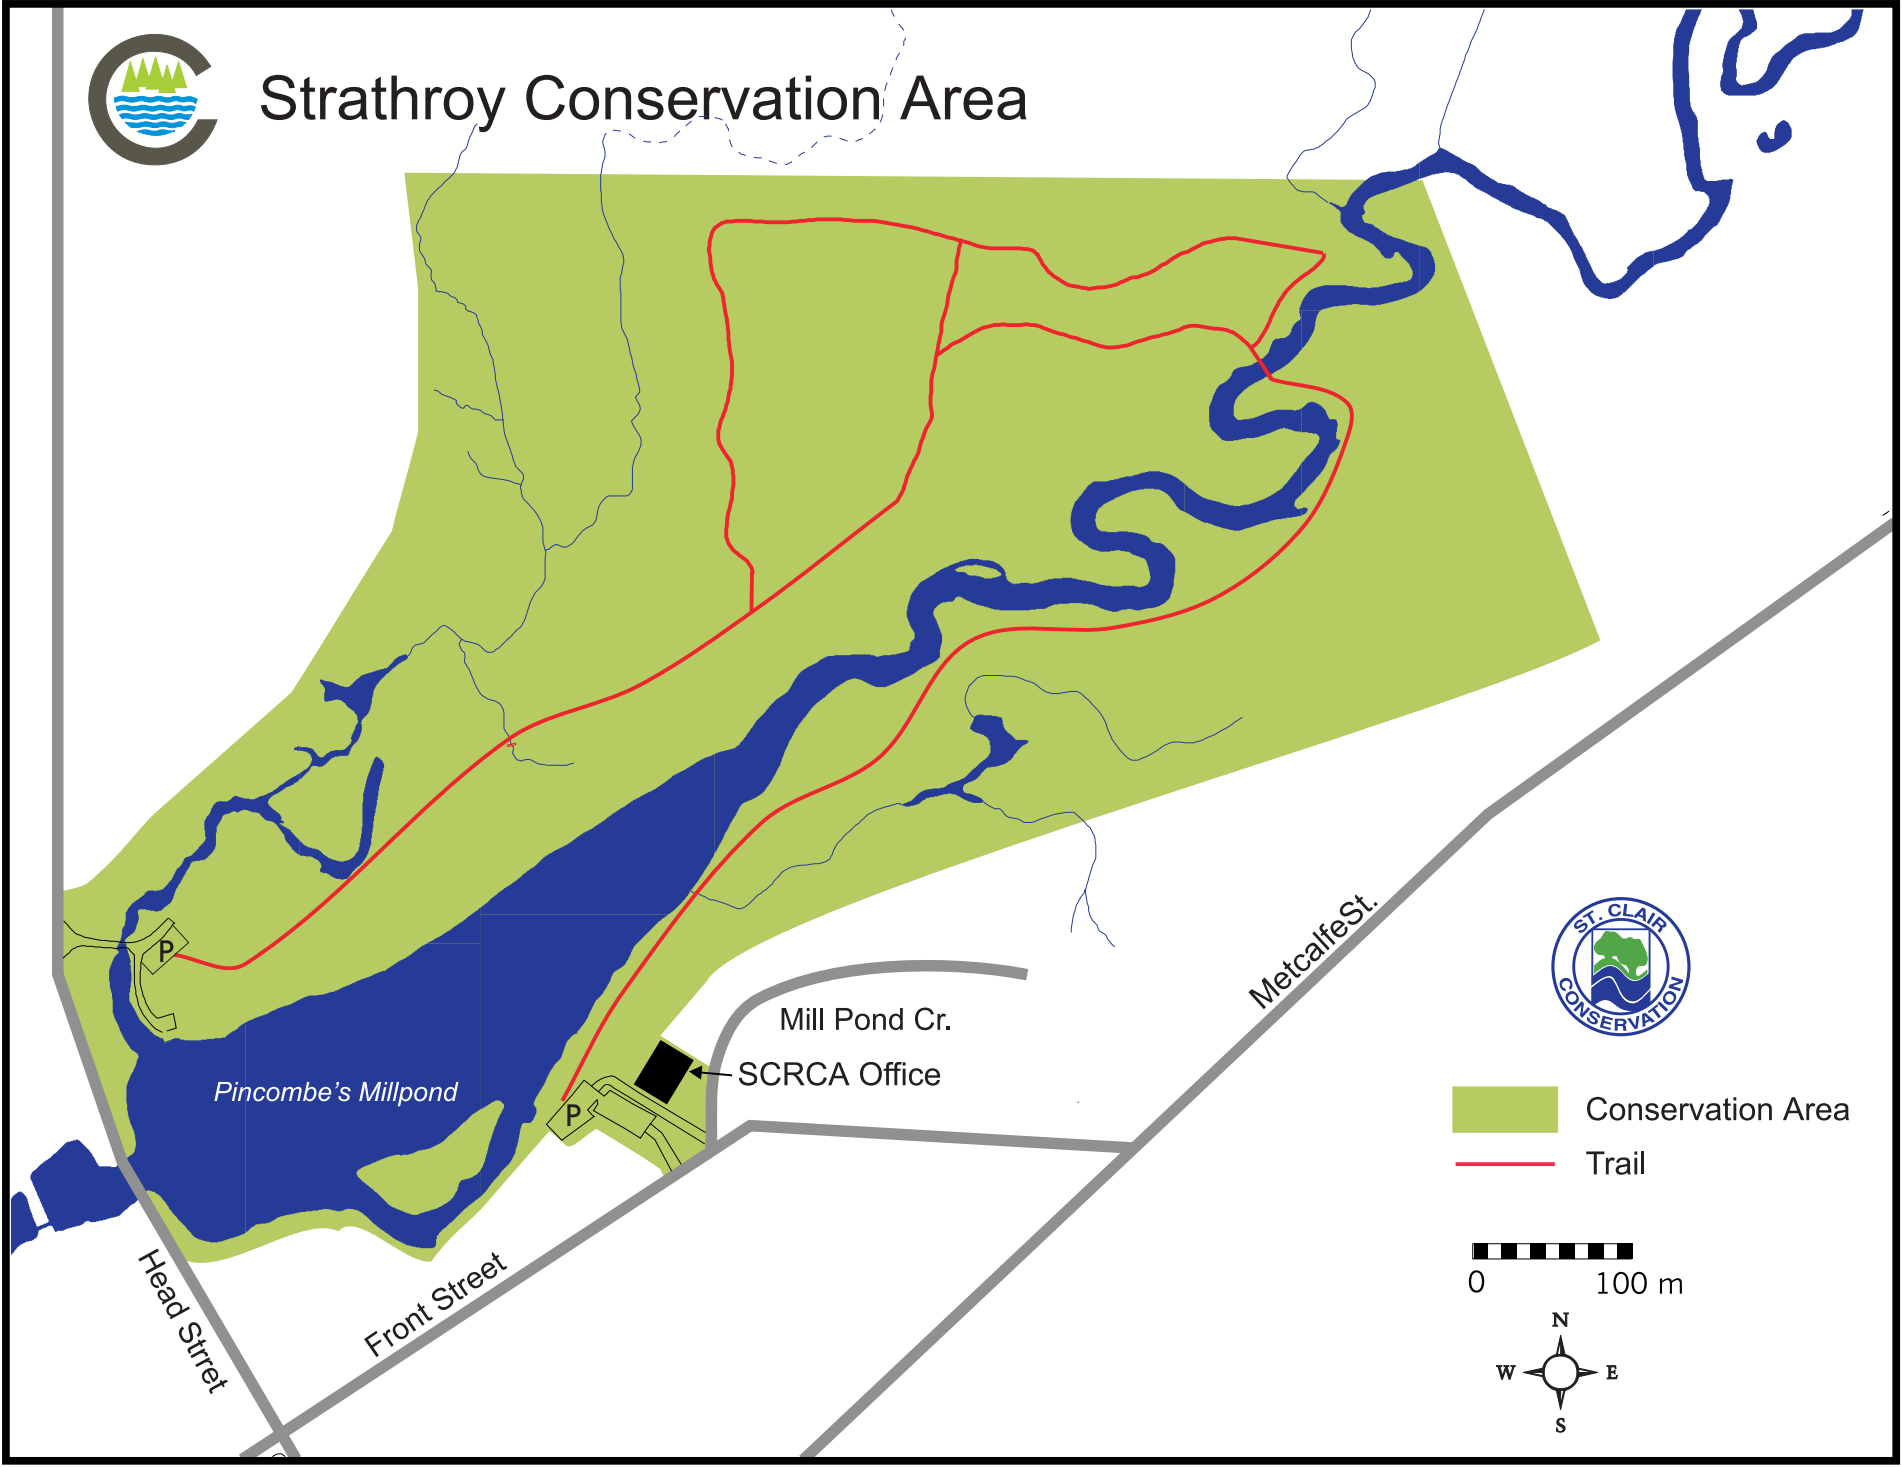 Strathroy Conservation Area
P
Pincombe's Millpond
P
Mill Pond Cr.
SCRCA Office
MetcalfeSt.
Head Strret
Front Street
ST. CLAIR
CONSERVATION
Conservation Area
Trail
0 100 m
N
W E
S